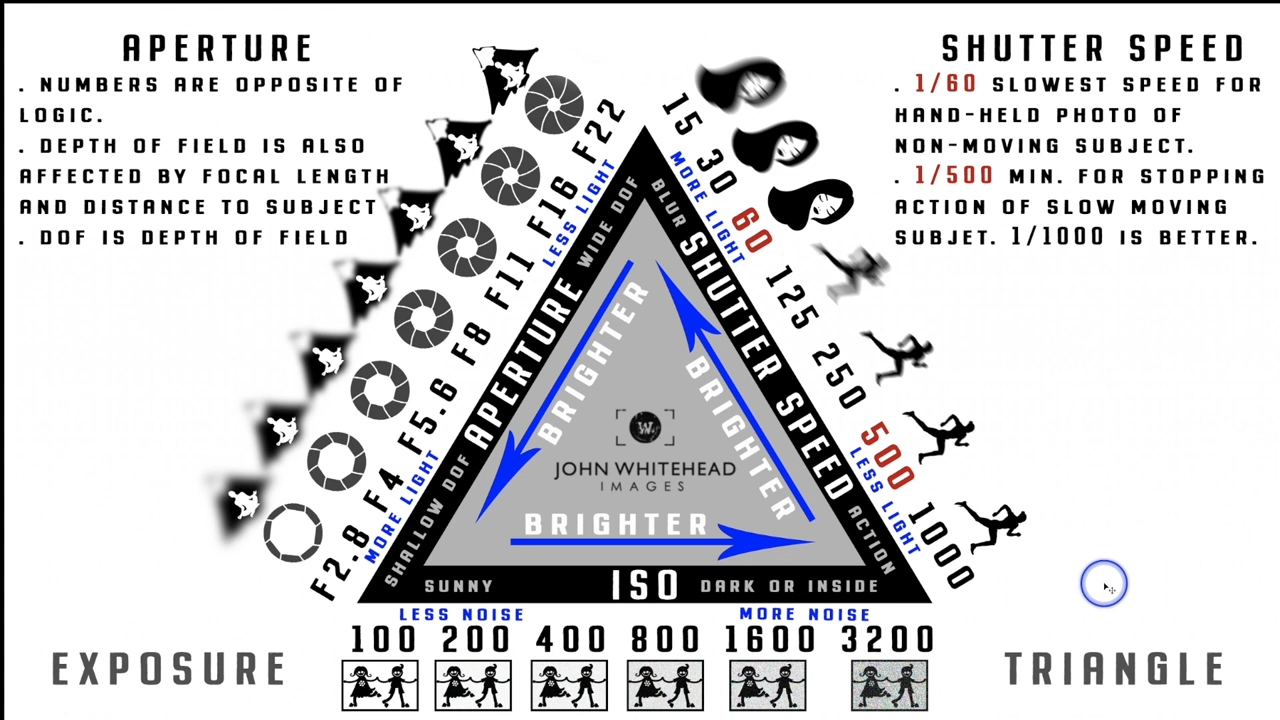 APERTURE
. NUMBERS ARE OPPOSITE OF
LOGIC.
. DEPTH OF FIELD IS ALSO
AFFECTED BY FOCAL LENGTH
AND DISTANCE TO SUBJECT
. DOF IS DEPTH OF FIELD
SHUTTER SPEED
. 1/60 SLOWEST SPEED FOR
HAND-HELD PHOTO OF
NON-MOVING SUBJECT.
. 1/500 MIN. FOR STOPPING
ACTION OF SLOW MOVING
SUBJET. 1/1000 IS BETTER.
F2.8 F4 F5.6 F8 F11 F16 F22
MORE LIGHT
LESS LIGHT
SHALLOW DOF APERTURE WIDE DOF
BRIGHTER
15 30 60 125 250 500 1000
MORE LIGHT
LESS LIGHT
BLUR SHUTTER SPEED ACTION
BRIGHTER
W
JOHN WHITEHEAD
IMAGES
BRIGHTER
SUNNY ISO DARK OR INSIDE
LESS NOISE MORE NOISE
100 200 400 800 1600 3200
EXPOSURE TRIANGLE